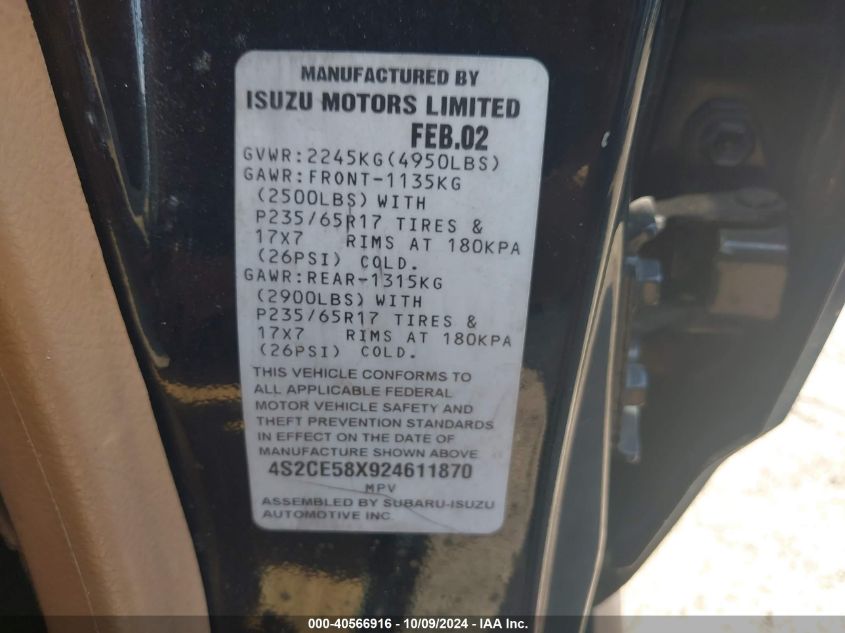 MANUFACTURED BY
ISUZU MOTORS LIMITED
FEB.02
GVWR:2245KG(4950LBS)
GAWR:FRONT-1135KG
(2500LBS) WITH
P235/65R17 TIRES &
17X7 RIMS AT 180KPA
(26PSI) COLD.
GAWR:REAR-1315KG
(2900LBS) WITH
P235/65R17 TIRES &
17X7 RIMS AT 180KPA
(26PSI) COLD.
THIS VEHICLE CONFORMS TO
ALL APPLICABLE FEDERAL
MOTOR VEHICLE SAFETY AND
THEFT PREVENTION STANDARDS
IN EFFECT ON THE DATE OF
MANUFACTURE SHOWN ABOVE
4S2CE58X924611870
MPV
ASSEMBLED BY SUBARU-ISUZU
AUTOMOTIVE INC.
000-40566916 - 10/09/2024 - IAA Inc.